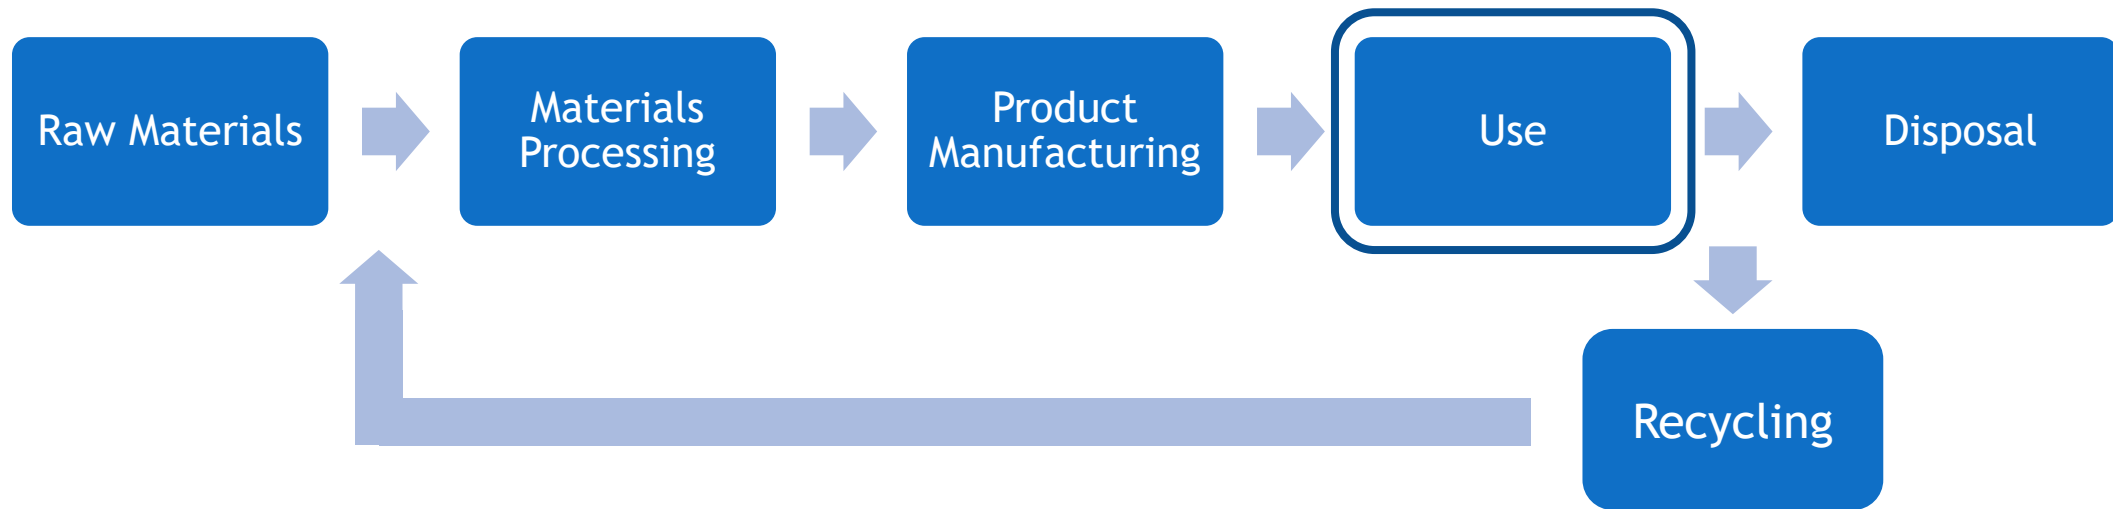 Raw Materials
Materials
Processing
Product
Manufacturing
Use
Disposal
Recycling